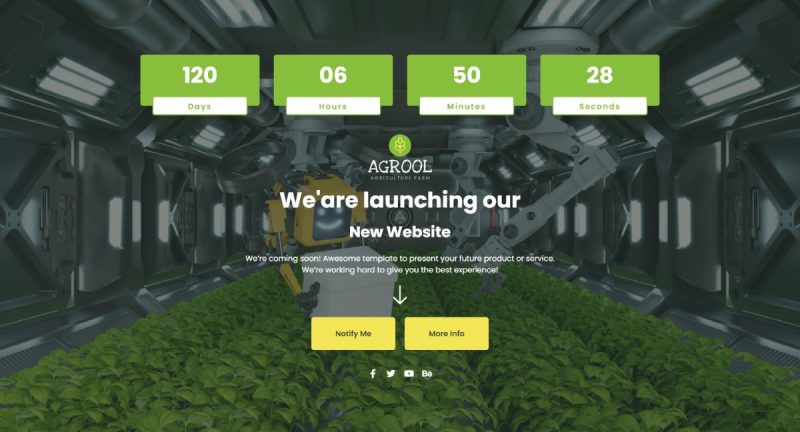 120 06 50 28
Days Hours Minutes Seconds
AGROOL
AGRICULTURE FARM
We'are launching our
New Website
We're coming soon! Awesome template to present your future product or service.
We're working hard to give you the best experience!
Notify Me More Info
Bē